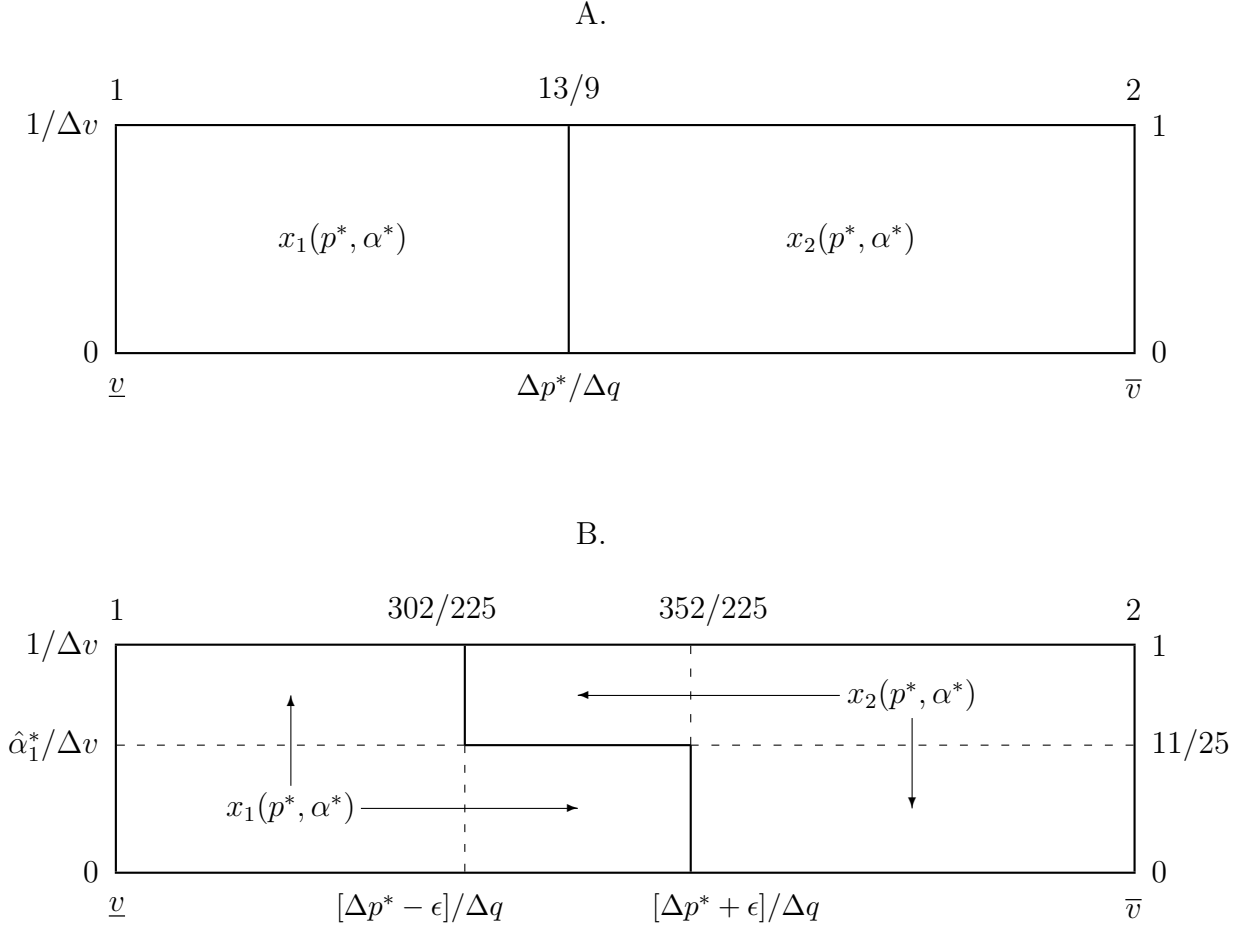 A.
1 13/9 2
1/Δv 1
x₁(p*, α*) x₂(p*, α*)
0 0
v̲ Δp*/Δq v̅
B.
1 302/225 352/225 2
1/Δv 1
x₂(p*, α*)
α̂₁*/Δv 11/25
x₁(p*, α*)
0 0
v̲ [Δp* − ϵ]/Δq [Δp* + ϵ]/Δq v̅